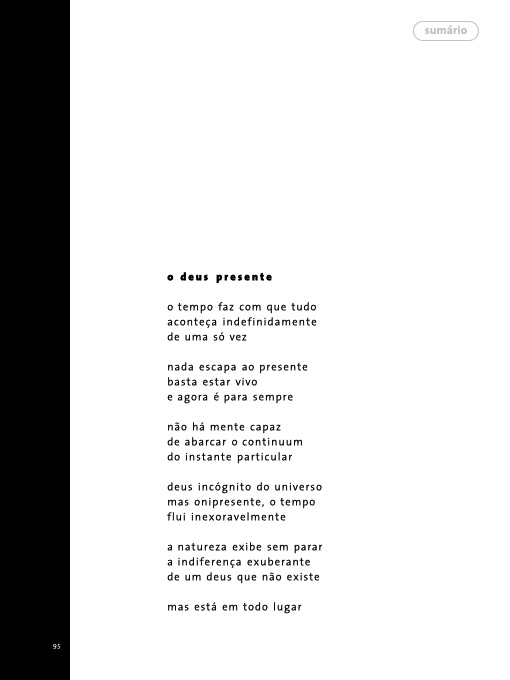 sumário
o deus presente
o tempo faz com que tudo
aconteça indefinidamente
de uma só vez
nada escapa ao presente
basta estar vivo
e agora é para sempre
não há mente capaz
de abarcar o continuum
do instante particular
deus incógnito do universo
mas onipresente, o tempo
flui inexoravelmente
a natureza exibe sem parar
a indiferença exuberante
de um deus que não existe
mas está em todo lugar
95